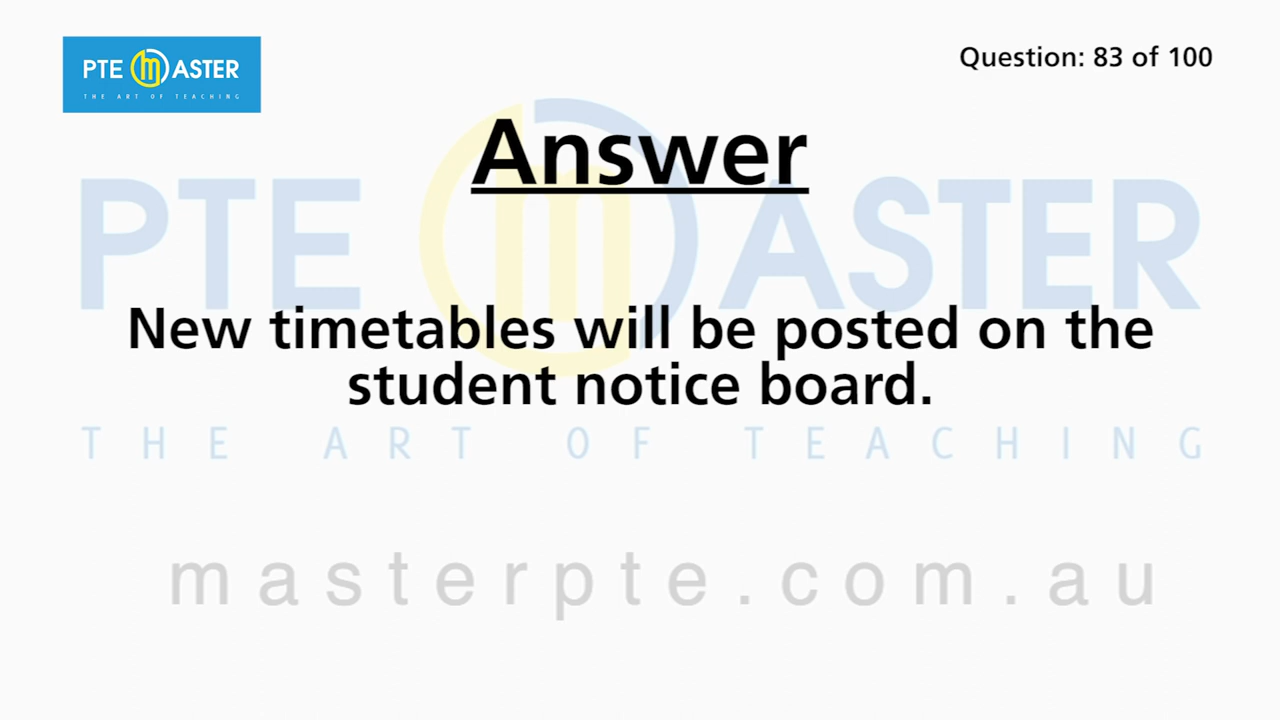 PTE MASTER
THE ART OF TEACHING
Question: 83 of 100
Answer
PTE MASTER
New timetables will be posted on the
student notice board.
THE ART OF TEACHING
masterpte.com.au